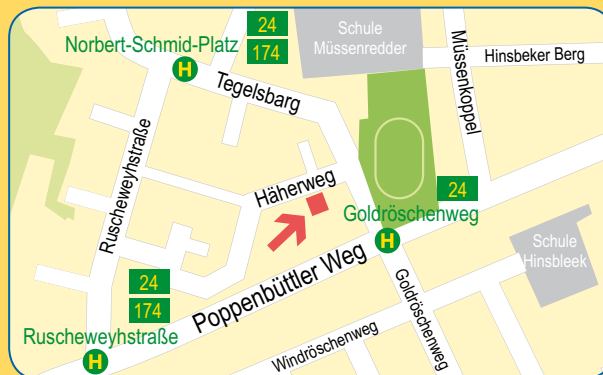 24
174
Norbert-Schmid-Platz
H
Schule
Müssenredder
Müssenkoppel
Hinsbeker Berg
Tegelsbarg
Ruscheweyhstraße
Häherweg
24
Goldröschenweg
H
Schule
Hinsbleek
24
174
Poppenbüttler Weg
Goldröschenweg
Ruscheweyhstraße
H
Windröschenweg